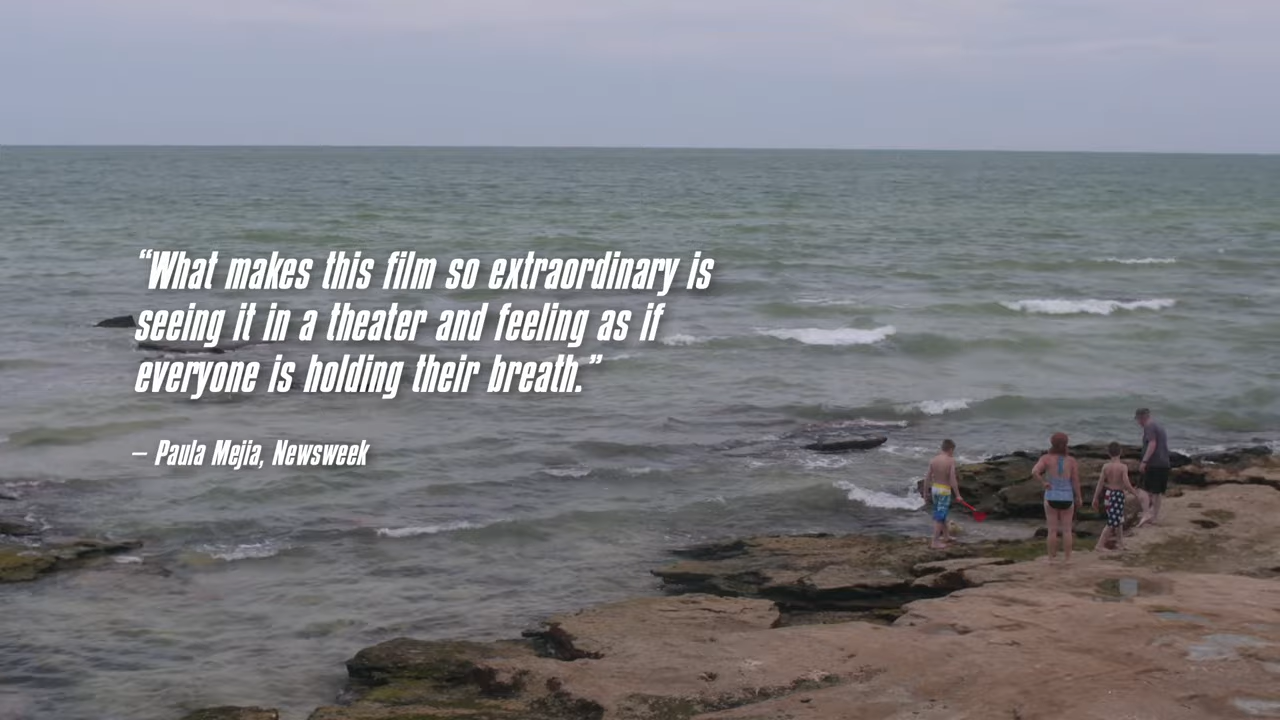 “What makes this film so extraordinary is
seeing it in a theater and feeling as if
everyone is holding their breath.”
– Paula Mejia, Newsweek